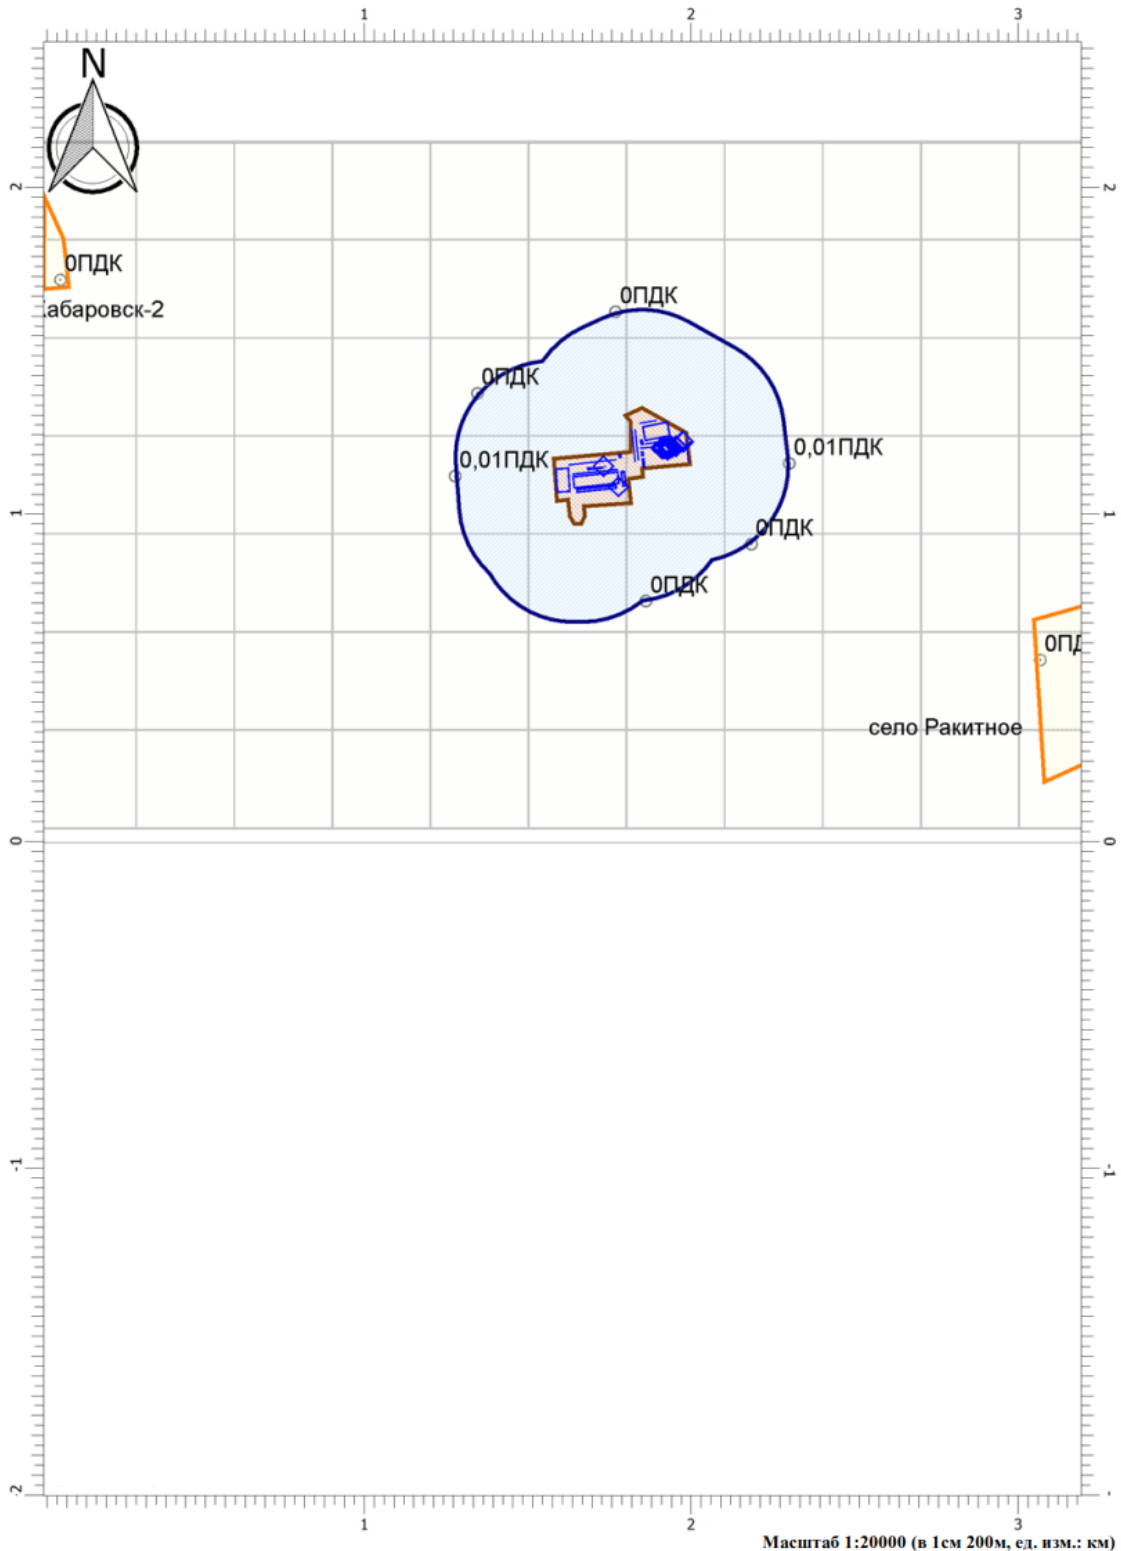 1 2 3
N
2 2
0ПДК
абаровск-2
0ПДК
0ПДК
0,01ПДК
0,01ПДК
0ПДК
0ПДК
1 1
0ПД
село Ракитное
0 0
-1 -1
-2 -
1 2 3
Масштаб 1:20000 (в 1см 200м, ед. изм.: км)